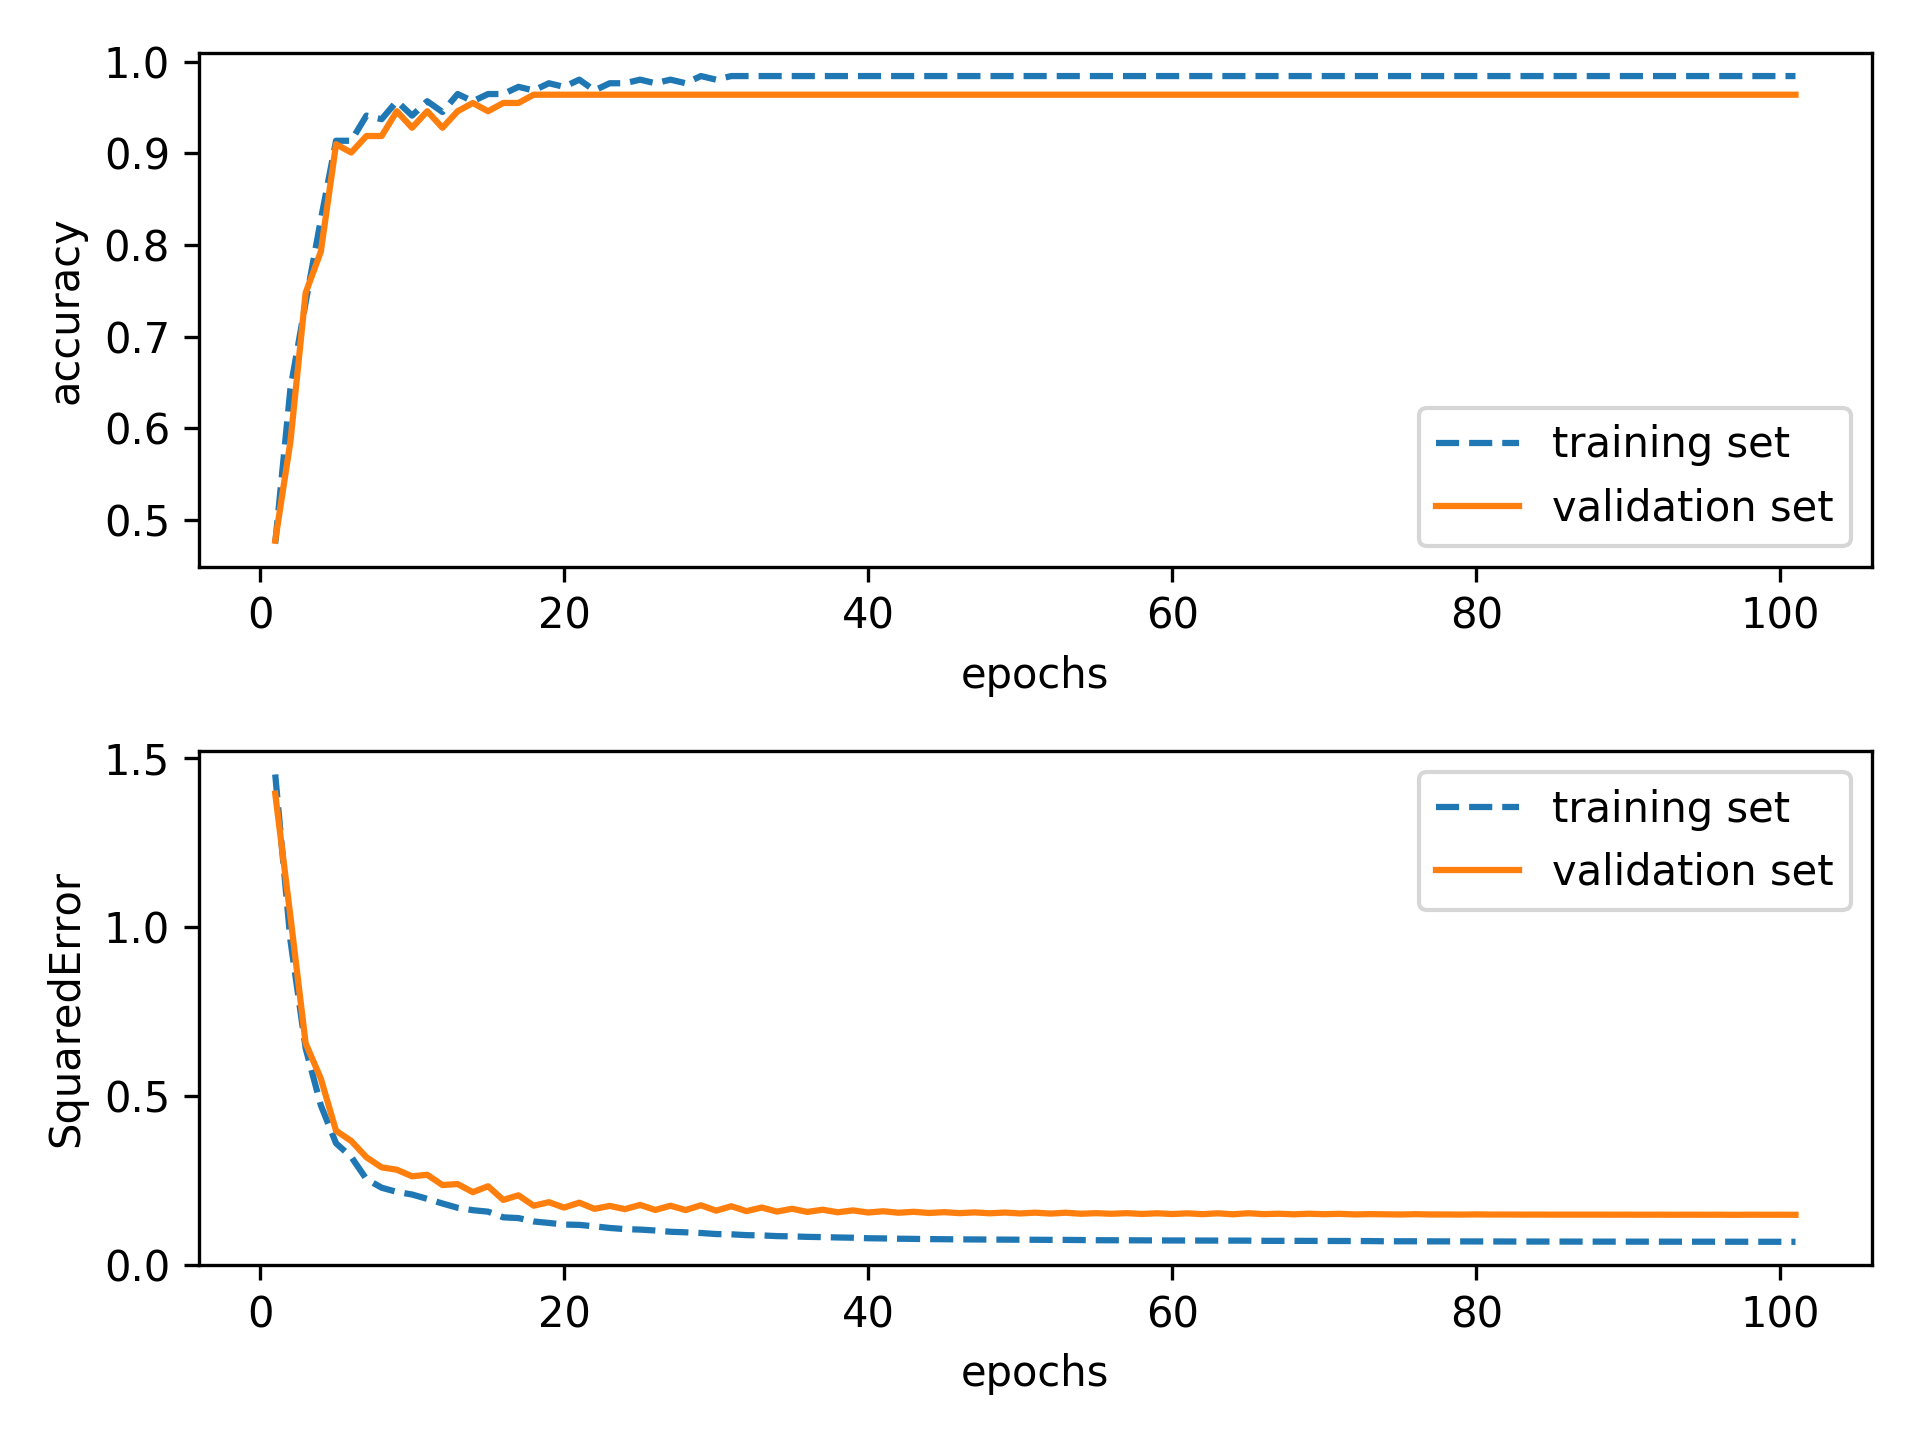 1.0
0.9
0.8
0.7
0.6
0.5
accuracy
training set
validation set
0 20 40 60 80 100
epochs
1.5
1.0
0.5
0.0
SquaredError
training set
validation set
0 20 40 60 80 100
epochs